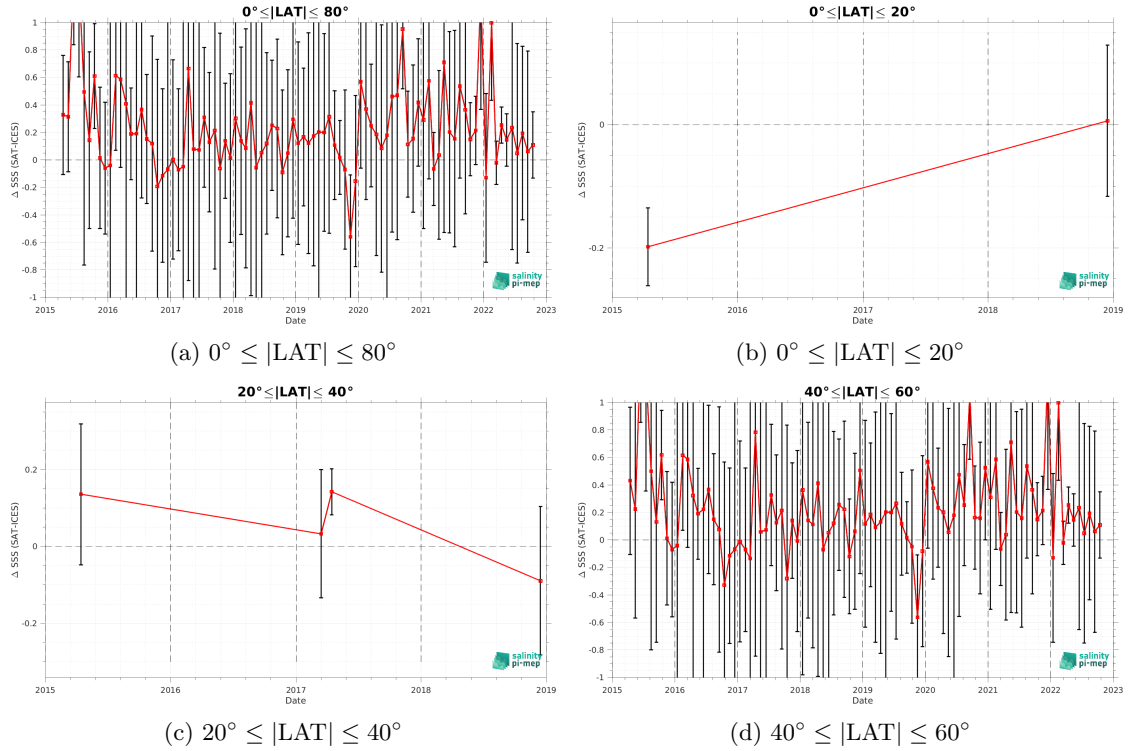 0°≤|LAT|≤ 80°
1
0.8
0.6
0.4
0.2
0
-0.2
-0.4
-0.6
-0.8
-1
Δ SSS (SAT-ICES)
2015 2016 2017 2018 2019 2020 2021 2022 2023
Date
salinity
pi-mep
(a) 0° ≤ |LAT| ≤ 80°
0°≤|LAT|≤ 20°
0
-0.2
Δ SSS (SAT-ICES)
2015 2016 2017 2018 2019
Date
salinity
pi-mep
(b) 0° ≤ |LAT| ≤ 20°
20°≤|LAT|≤ 40°
0.2
0
-0.2
Δ SSS (SAT-ICES)
2015 2016 2017 2018 2019
Date
salinity
pi-mep
(c) 20° ≤ |LAT| ≤ 40°
40°≤|LAT|≤ 60°
1
0.8
0.6
0.4
0.2
0
-0.2
-0.4
-0.6
-0.8
-1
Δ SSS (SAT-ICES)
2015 2016 2017 2018 2019 2020 2021 2022 2023
Date
salinity
pi-mep
(d) 40° ≤ |LAT| ≤ 60°